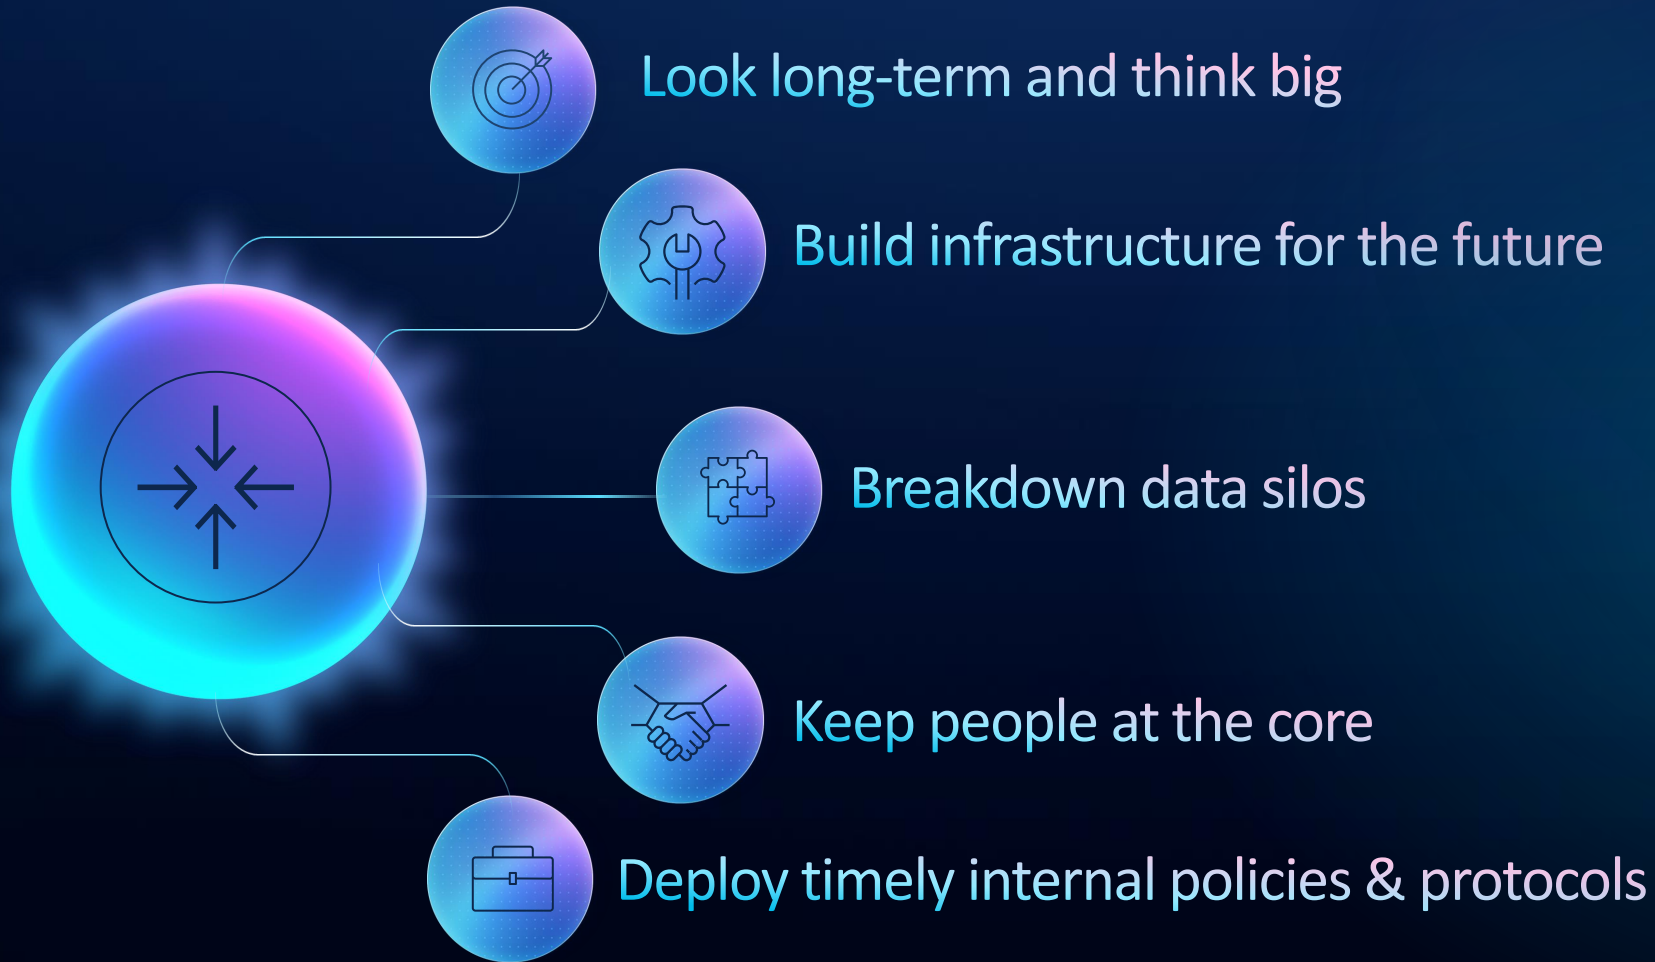 Look long-term and think big
Build infrastructure for the future
Breakdown data silos
Keep people at the core
Deploy timely internal policies & protocols